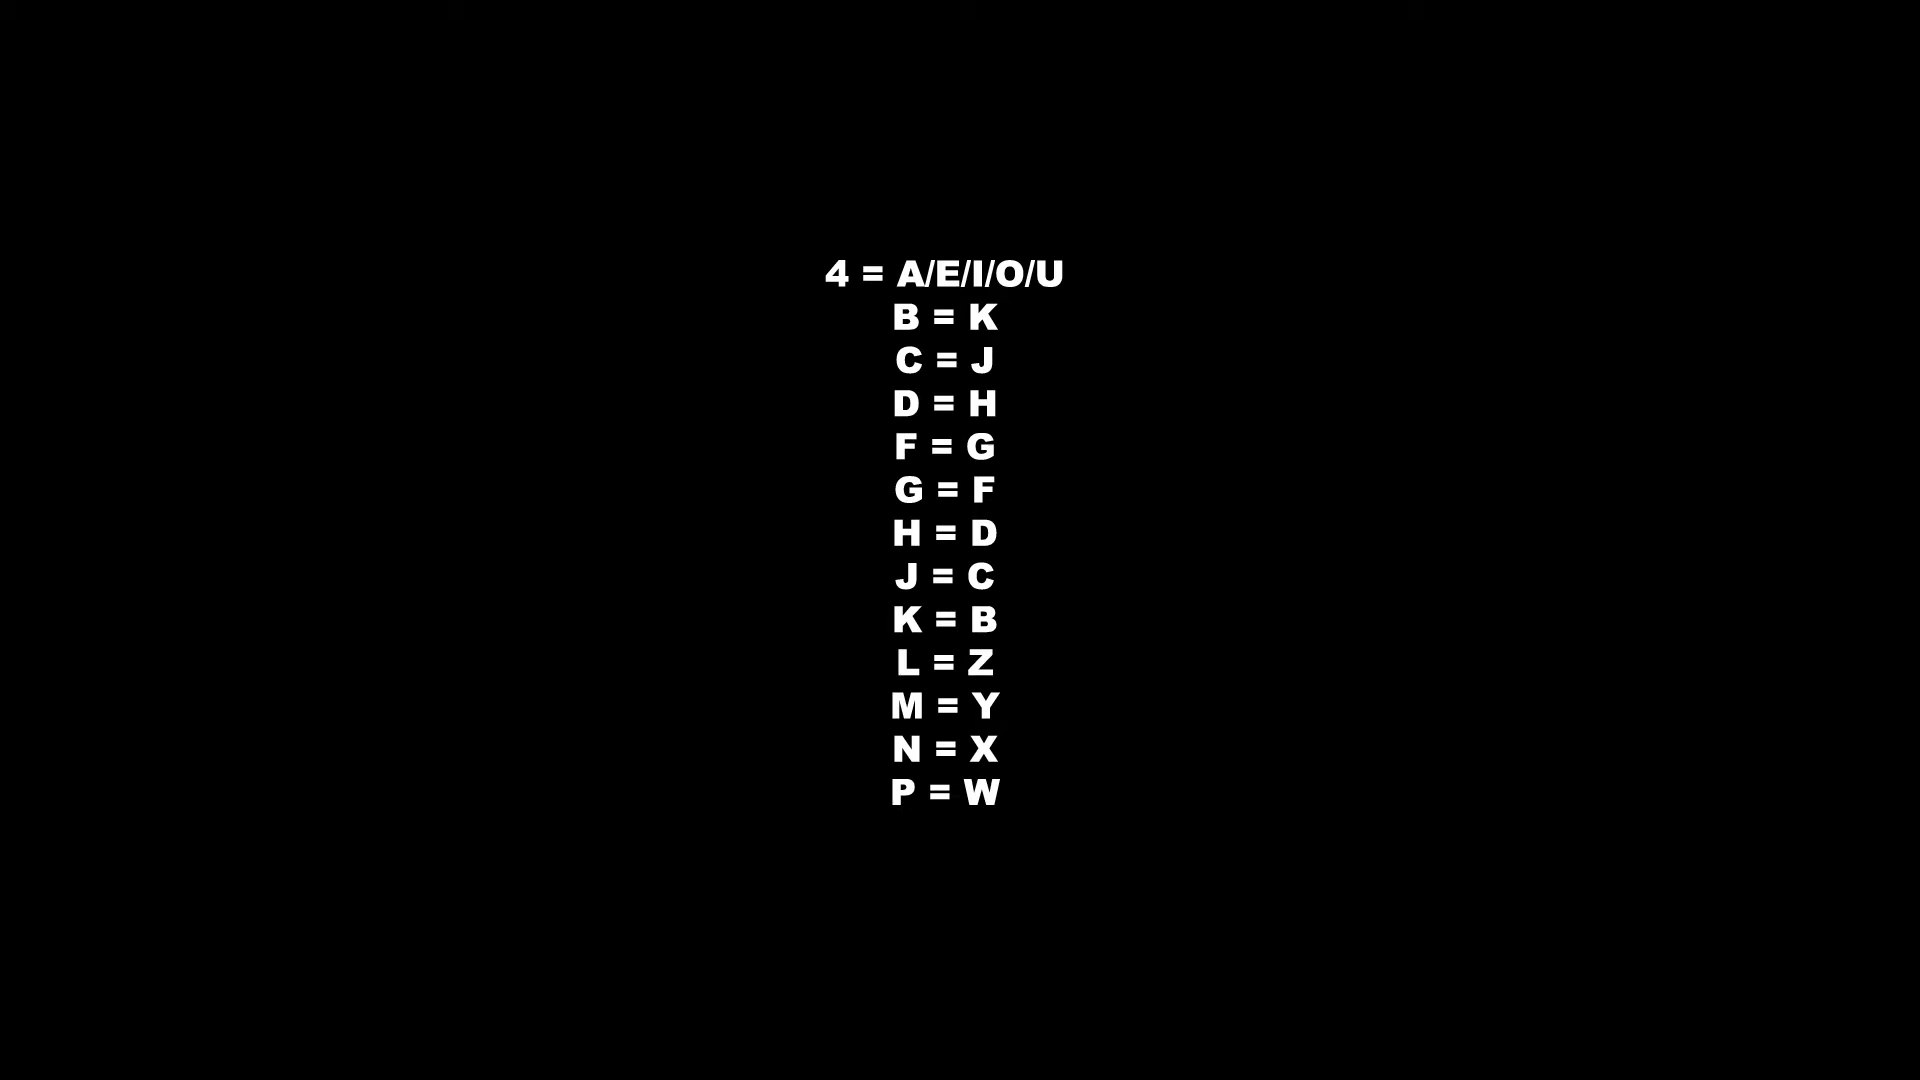 4 = A/E/I/O/U
B = K
C = J
D = H
F = G
G = F
H = D
J = C
K = B
L = Z
M = Y
N = X
P = W